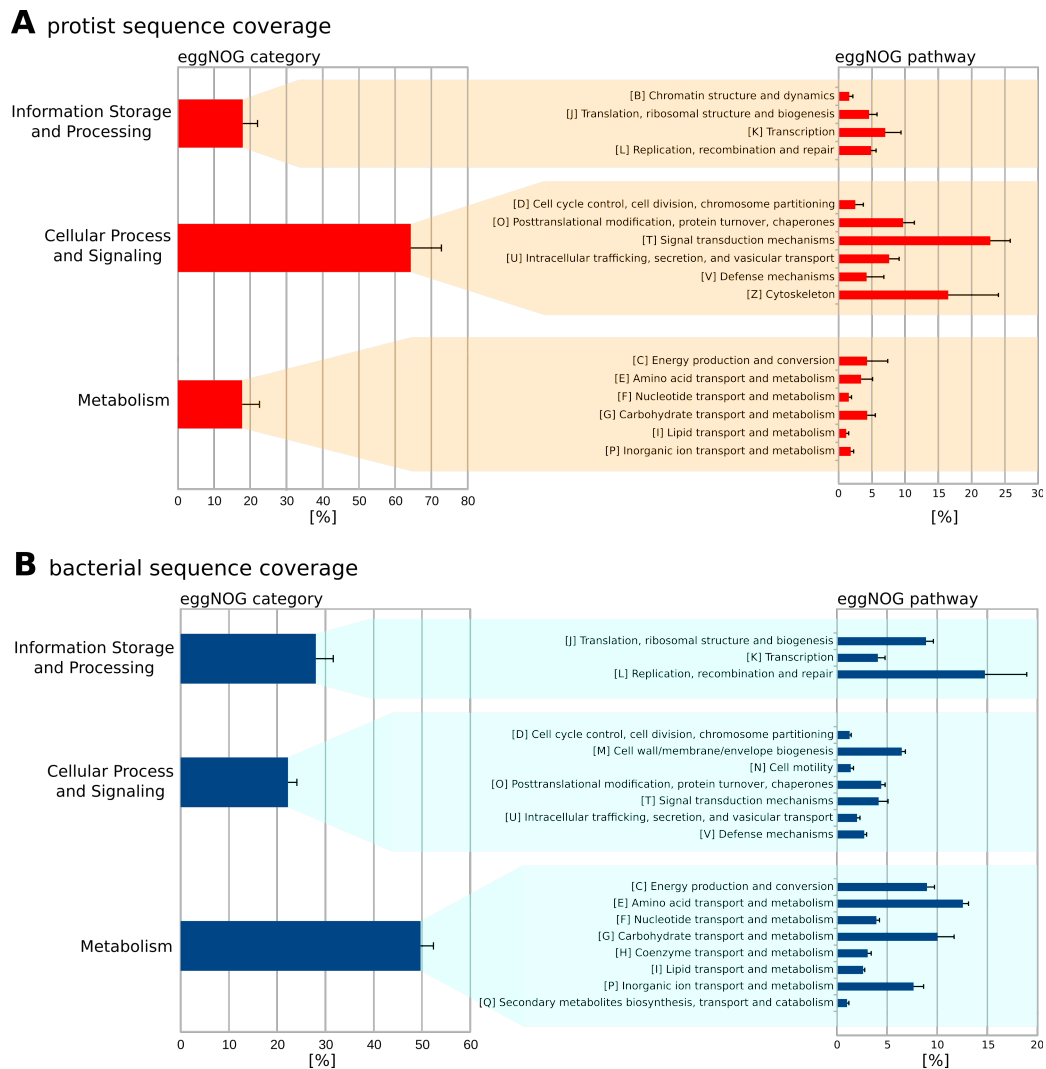 A protist sequence coverage
eggNOG category
eggNOG pathway
Information Storage
and Processing
[B] Chromatin structure and dynamics
[J] Translation, ribosomal structure and biogenesis
[K] Transcription
[L] Replication, recombination and repair
Cellular Process
and Signaling
[D] Cell cycle control, cell division, chromosome partitioning
[O] Posttranslational modification, protein turnover, chaperones
[T] Signal transduction mechanisms
[U] Intracellular trafficking, secretion, and vasicular transport
[V] Defense mechanisms
[Z] Cytoskeleton
Metabolism
[C] Energy production and conversion
[E] Amino acid transport and metabolism
[F] Nucleotide transport and metabolism
[G] Carbohydrate transport and metabolism
[I] Lipid transport and metabolism
[P] Inorganic ion transport and metabolism
0 10 20 30 40 50 60 70 80
0 5 10 15 20 25 30
[%]
[%]
B bacterial sequence coverage
eggNOG category
eggNOG pathway
Information Storage
and Processing
[J] Translation, ribosomal structure and biogenesis
[K] Transcription
[L] Replication, recombination and repair
Cellular Process
and Signaling
[D] Cell cycle control, cell division, chromosome partitioning
[M] Cell wall/membrane/envelope biogenesis
[N] Cell motility
[O] Posttranslational modification, protein turnover, chaperones
[T] Signal transduction mechanisms
[U] Intracellular trafficking, secretion, and vasicular transport
[V] Defense mechanisms
Metabolism
[C] Energy production and conversion
[E] Amino acid transport and metabolism
[F] Nucleotide transport and metabolism
[G] Carbohydrate transport and metabolism
[H] Coenzyme transport and metabolism
[I] Lipid transport and metabolism
[P] Inorganic ion transport and metabolism
[Q] Secondary metabolites biosynthesis, transport and catabolism
0 10 20 30 40 50 60
0 5 10 15 20
[%]
[%]